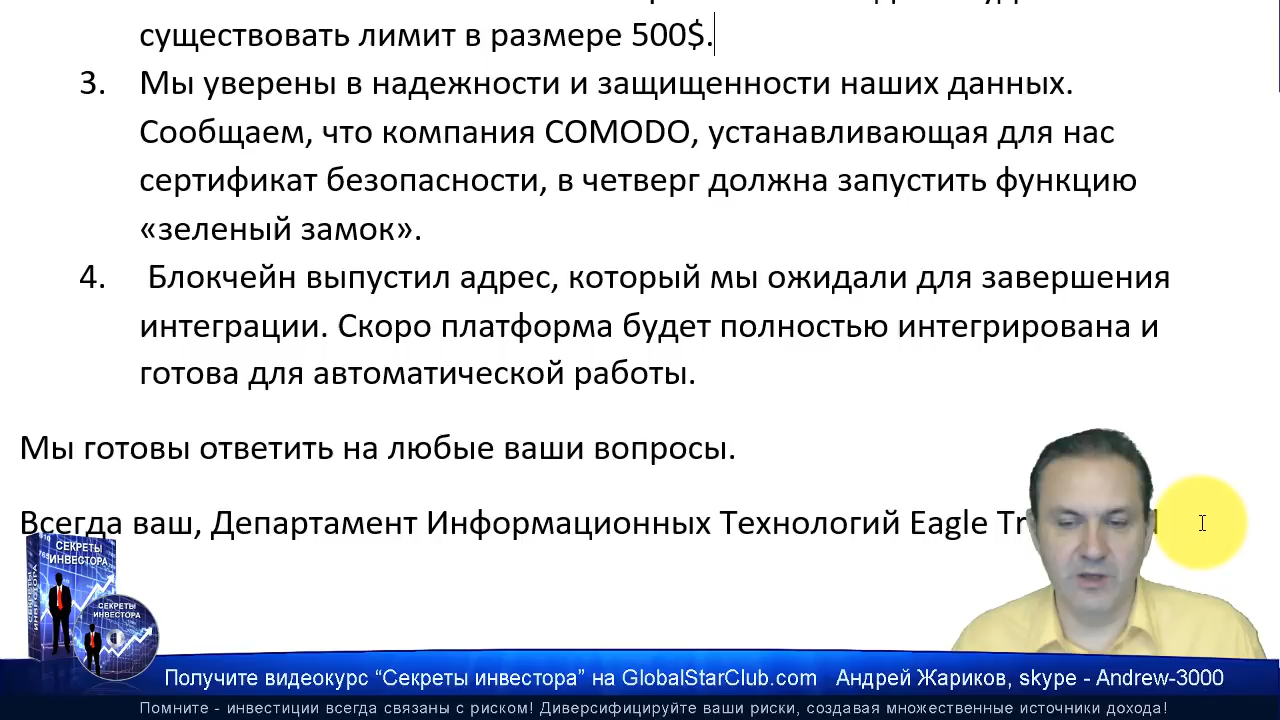 существовать лимит в размере 500$.
3. Мы уверены в надежности и защищенности наших данных.
Сообщаем, что компания COMODO, устанавливающая для нас
сертификат безопасности, в четверг должна запустить функцию
«зеленый замок».
4. Блокчейн выпустил адрес, который мы ожидали для завершения
интеграции. Скоро платформа будет полностью интегрирована и
готова для автоматической работы.
Мы готовы ответить на любые ваши вопросы.
Всегда ваш, Департамент Информационных Технологий Eagle
СЕКРЕТЫ
ИНВЕСТОРА
СЕКРЕТЫ
ИНВЕСТОРА
Получите видеокурс “Секреты инвестора” на GlobalStarClub.com Андрей Жариков, skype - Andrew-3000
Помните - инвестиции всегда связаны с риском! Диверсифицируйте ваши риски, создавая множественные источники дохода!